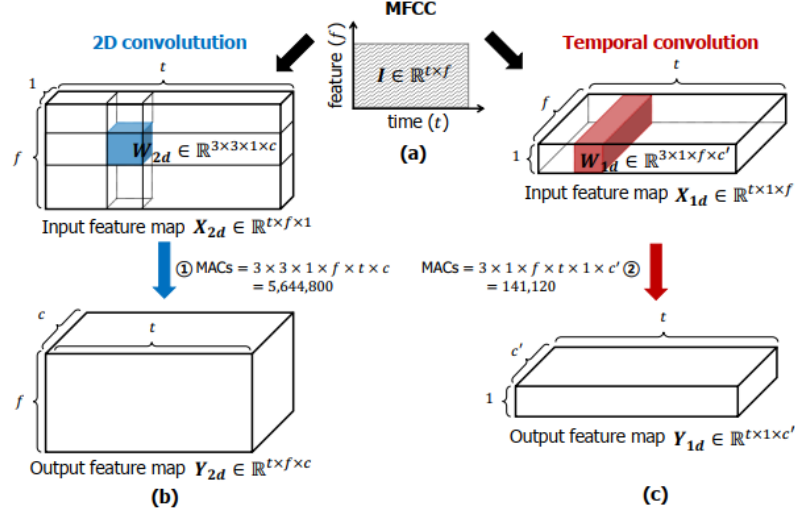 MFCC
2D convolutution
feature (f)
I ∈ ℝ^{t×f}
time (t)
(a)
Temporal convolution
1
t
f
W_{2d} ∈ ℝ^{3×3×1×c}
Input feature map X_{2d} ∈ ℝ^{t×f×1}
t
f
1
W_{1d} ∈ ℝ^{3×1×f×c′}
Input feature map X_{1d} ∈ ℝ^{t×1×f}
① MACs = 3 × 3 × 1 × f × t × c
= 5,644,800
MACs = 3 × 1 × f × t × 1 × c′ ②
= 141,120
c
t
f
Output feature map Y_{2d} ∈ ℝ^{t×f×c}
(b)
t
c′
1
Output feature map Y_{1d} ∈ ℝ^{t×1×c′}
(c)